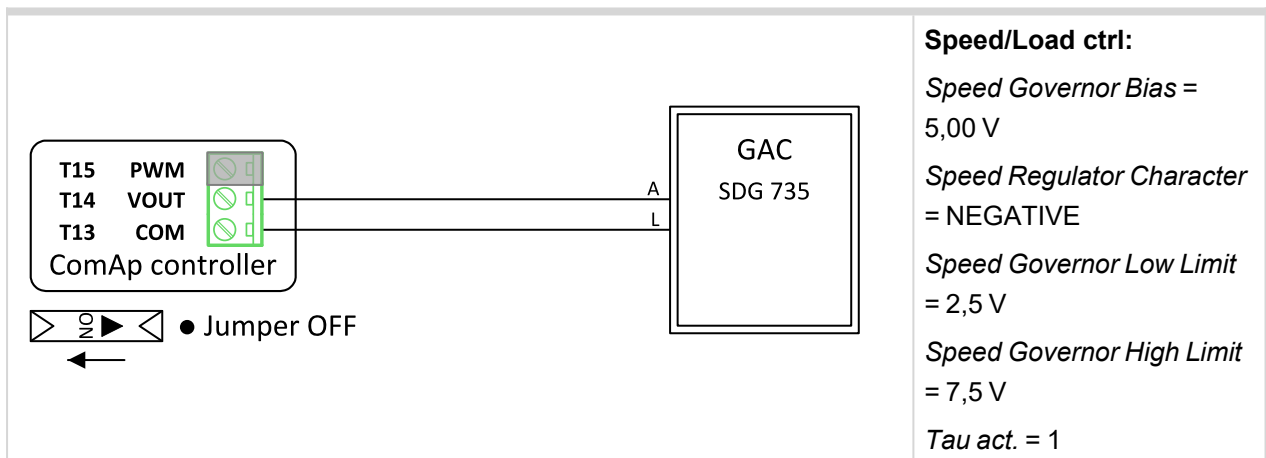 T15 PWM
T14 VOUT
T13 COM
ComAp controller
ON
● Jumper OFF
A
L
GAC
SDG 735
Speed/Load ctrl:
Speed Governor Bias =
5,00 V
Speed Regulator Character
= NEGATIVE
Speed Governor Low Limit
= 2,5 V
Speed Governor High Limit
= 7,5 V
Tau act. = 1